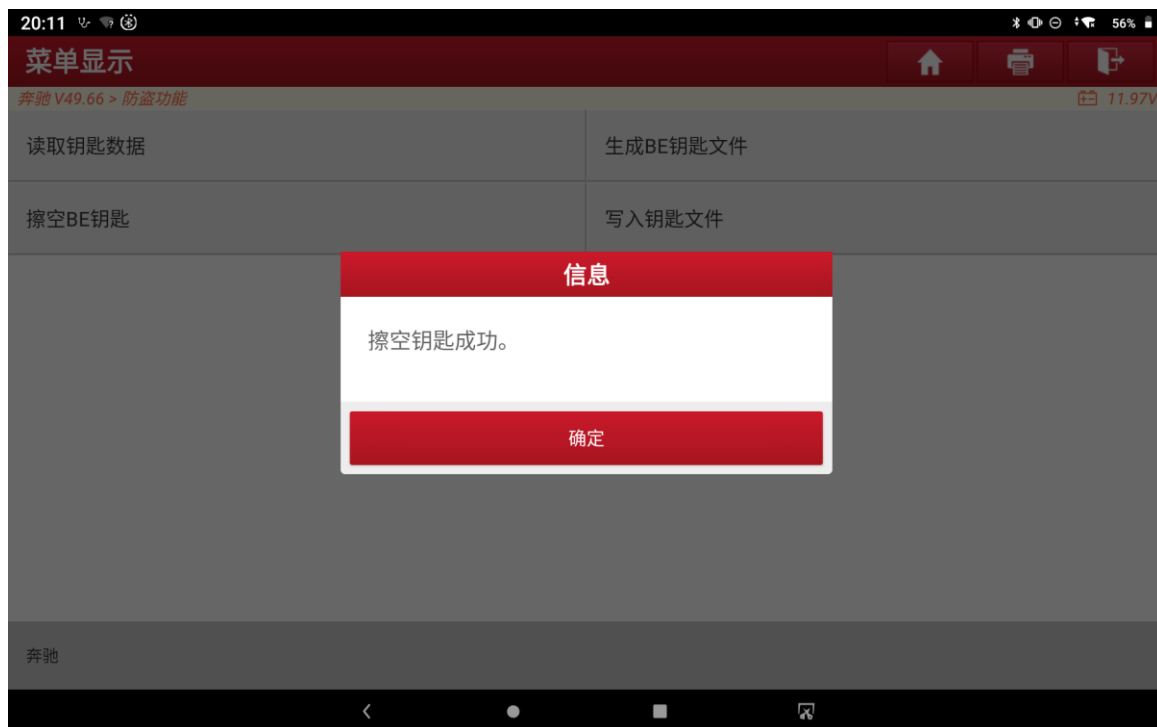 20:11
56%
菜单显示
奔驰 V49.66 > 防盗功能
11.97V
读取钥匙数据
生成BE钥匙文件
擦空BE钥匙
写入钥匙文件
信息
擦空钥匙成功。
确定
奔驰